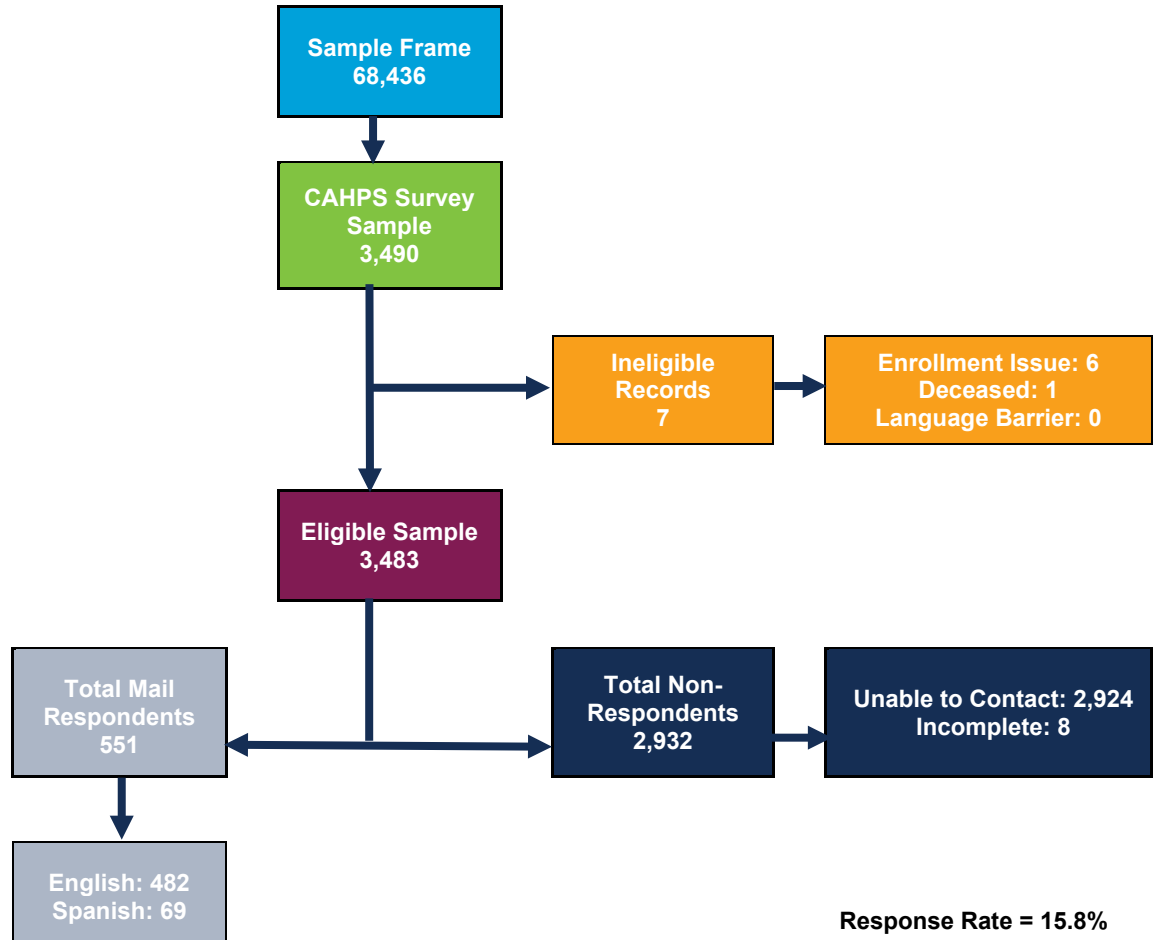 Sample Frame
68,436
CAHPS Survey
Sample
3,490
Ineligible
Records
7
Enrollment Issue: 6
Deceased: 1
Language Barrier: 0
Eligible Sample
3,483
Total Mail
Respondents
551
Total Non-
Respondents
2,932
Unable to Contact: 2,924
Incomplete: 8
English: 482
Spanish: 69
Response Rate = 15.8%